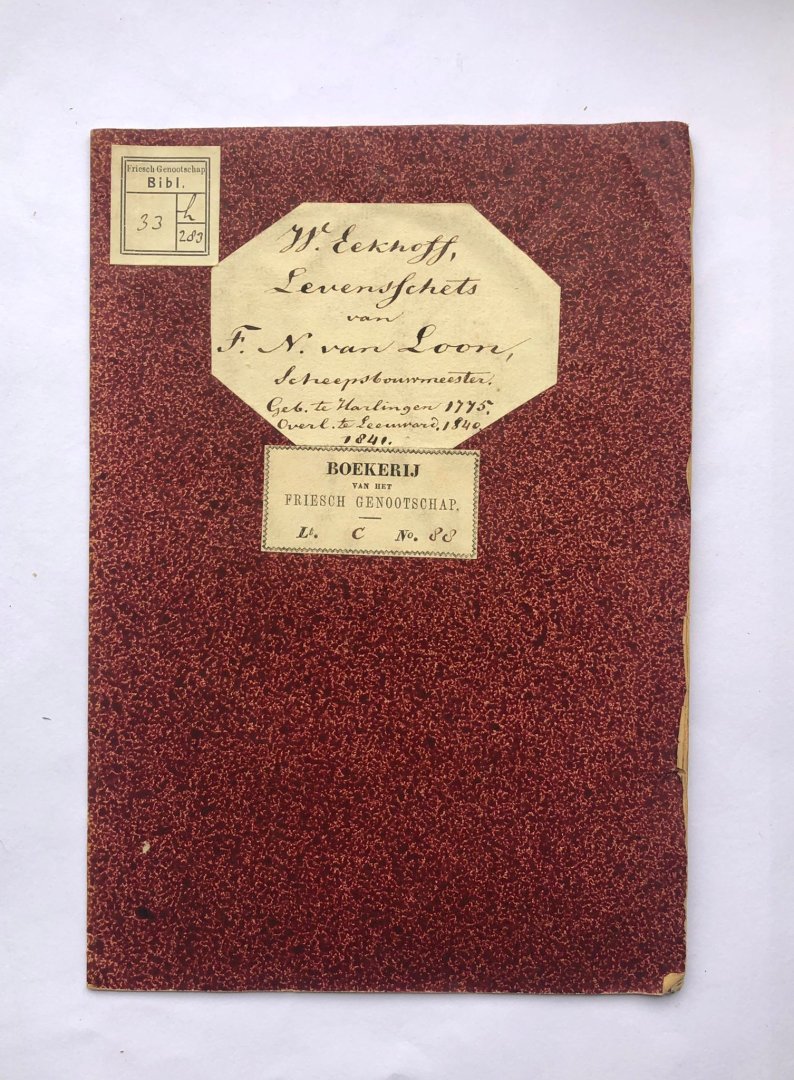 Friesch Genootschap
Bibl.
33
h
283
W. Eekhoff,
Levensschets
van
F. N. van Loon,
Scheepsbouwmeester.
Geb. te Harlingen 1775,
Overl. te Leeuward. 1840.
1841.
BOEKERIJ
VAN HET
FRIESCH GENOOTSCHAP.
Lr. C No. 88